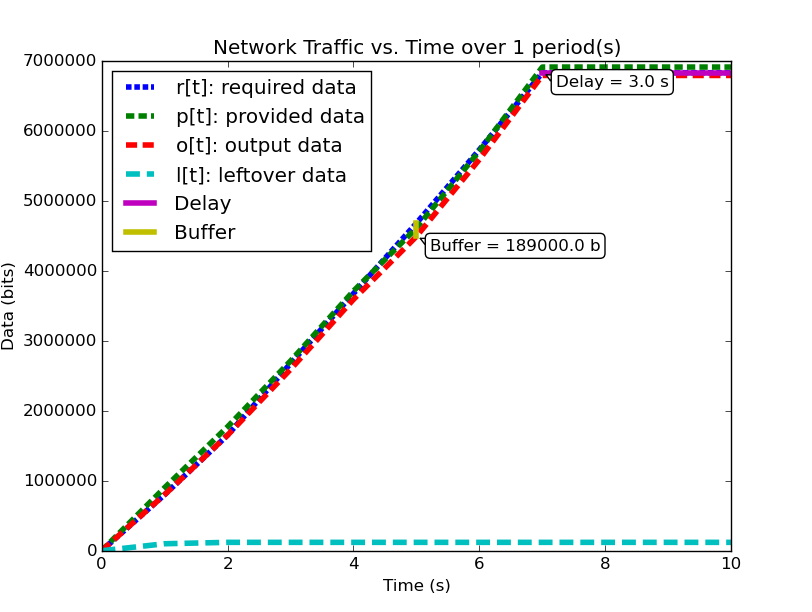 Network Traffic vs. Time over 1 period(s)
7000000
6000000
5000000
4000000
3000000
2000000
1000000
0
Data (bits)
r[t]: required data
p[t]: provided data
o[t]: output data
l[t]: leftover data
Delay
Buffer
Delay = 3.0 s
Buffer = 189000.0 b
0 2 4 6 8 10
Time (s)